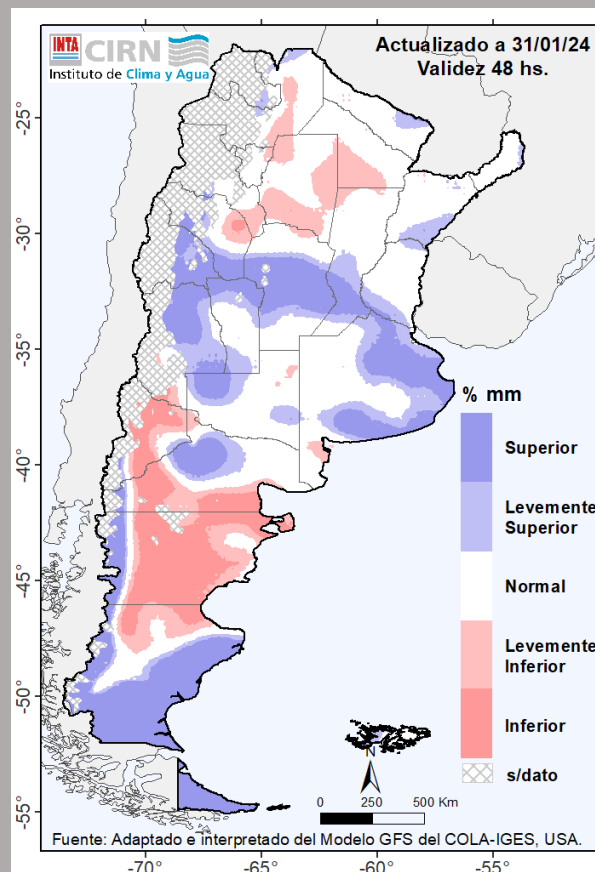 INTA CIRN
Instituto de Clima y Agua
Actualizado a 31/01/24
Validez 48 hs.
-25°
-30°
-35°
-40°
-45°
-50°
-55°
% mm
Superior
Levemente
Superior
Normal
Levemente
Inferior
Inferior
s/dato
N
0 250 500 Km
Fuente: Adaptado e interpretado del Modelo GFS del COLA-IGES, USA.
-70° -65° -60° -55°